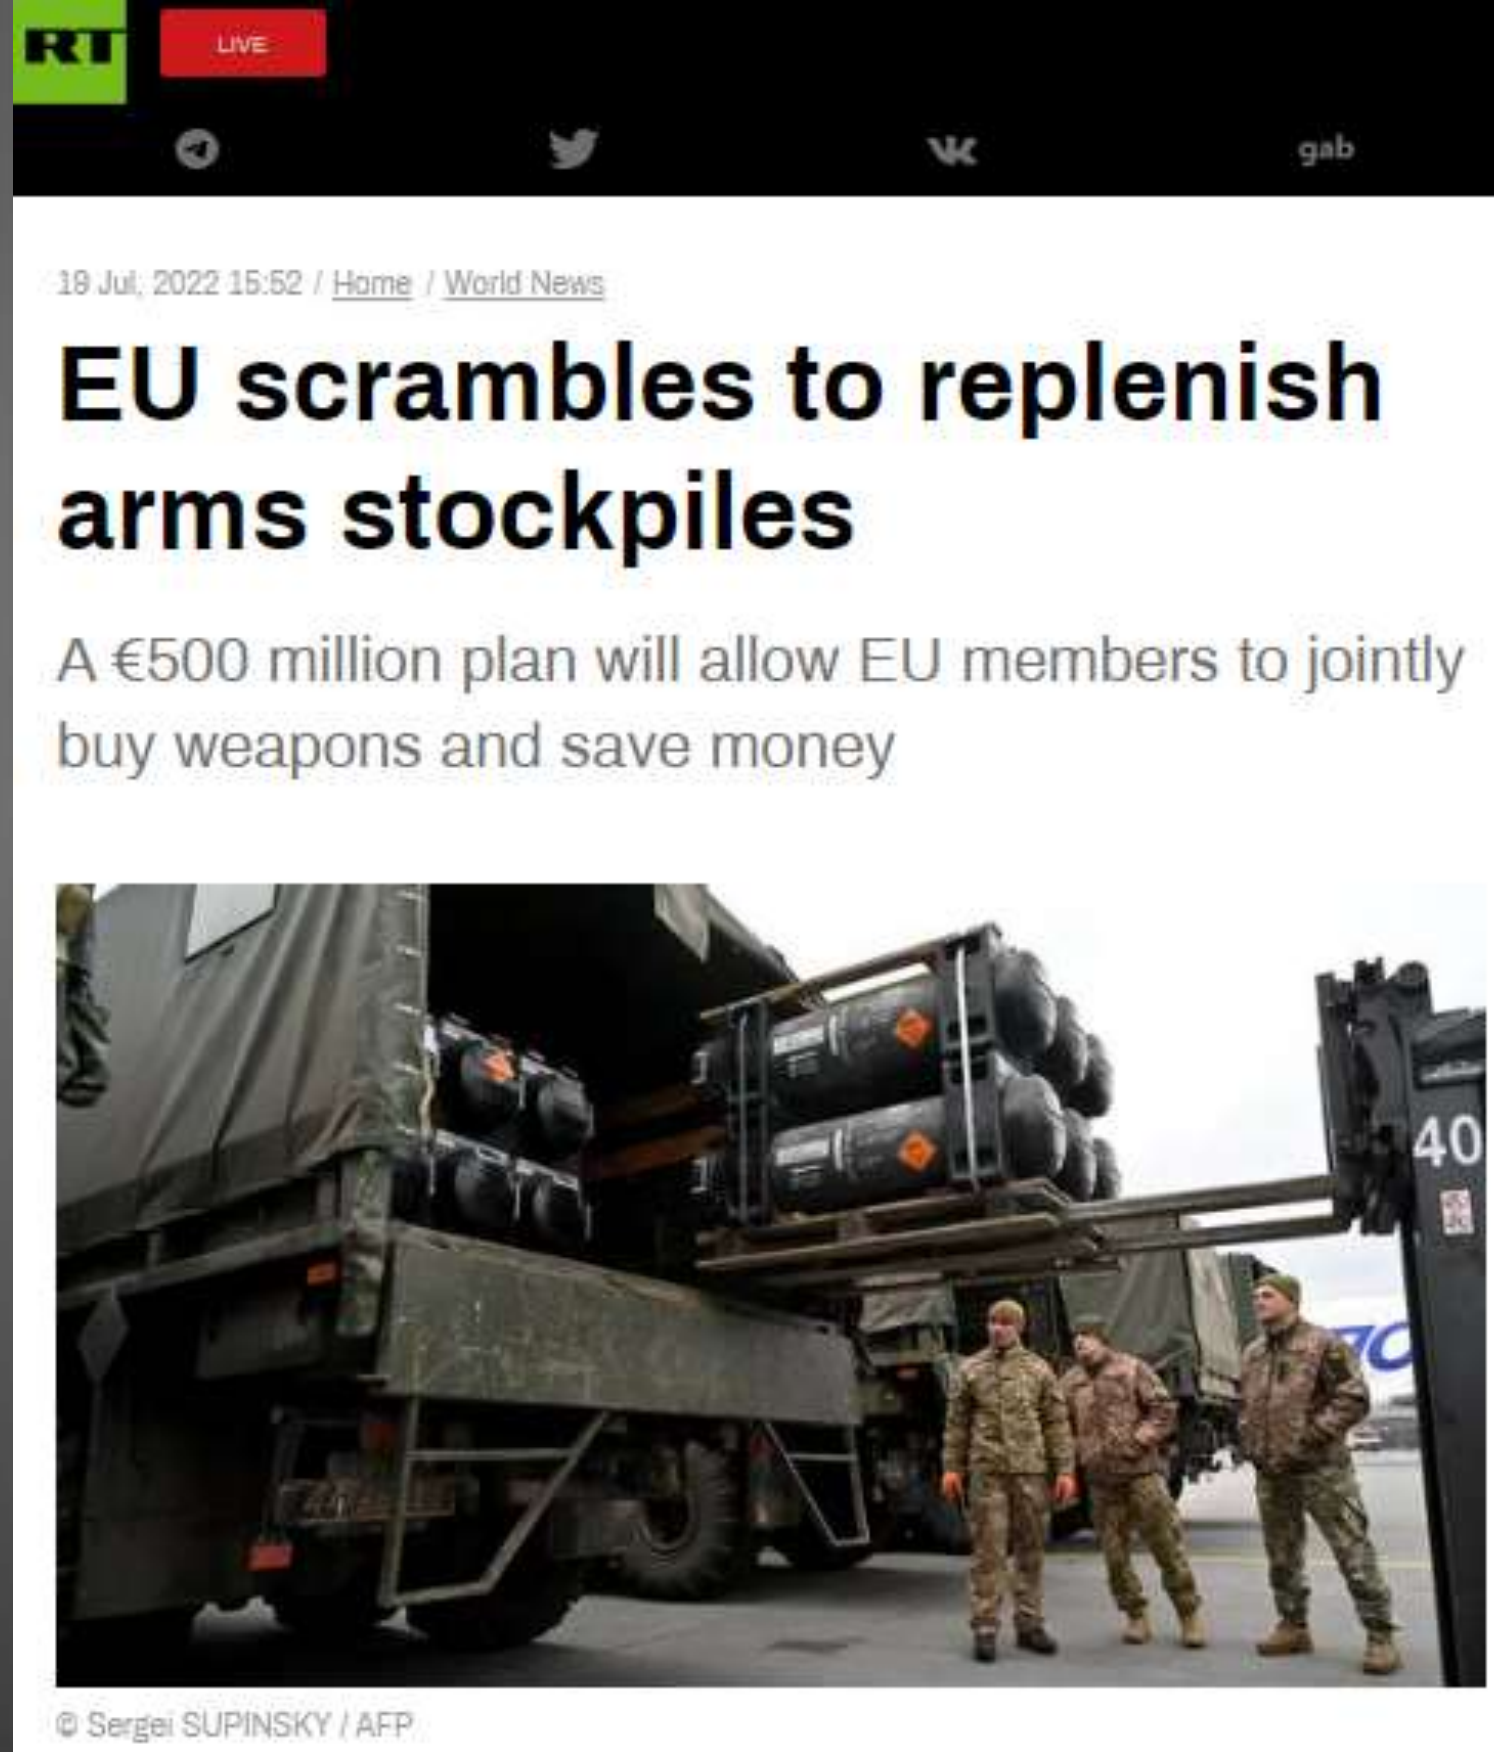 RT
LIVE
gab
19 Jul, 2022 15:52 / Home / World News
EU scrambles to replenish
arms stockpiles
A €500 million plan will allow EU members to jointly
buy weapons and save money
40
© Sergei SUPINSKY / AFP